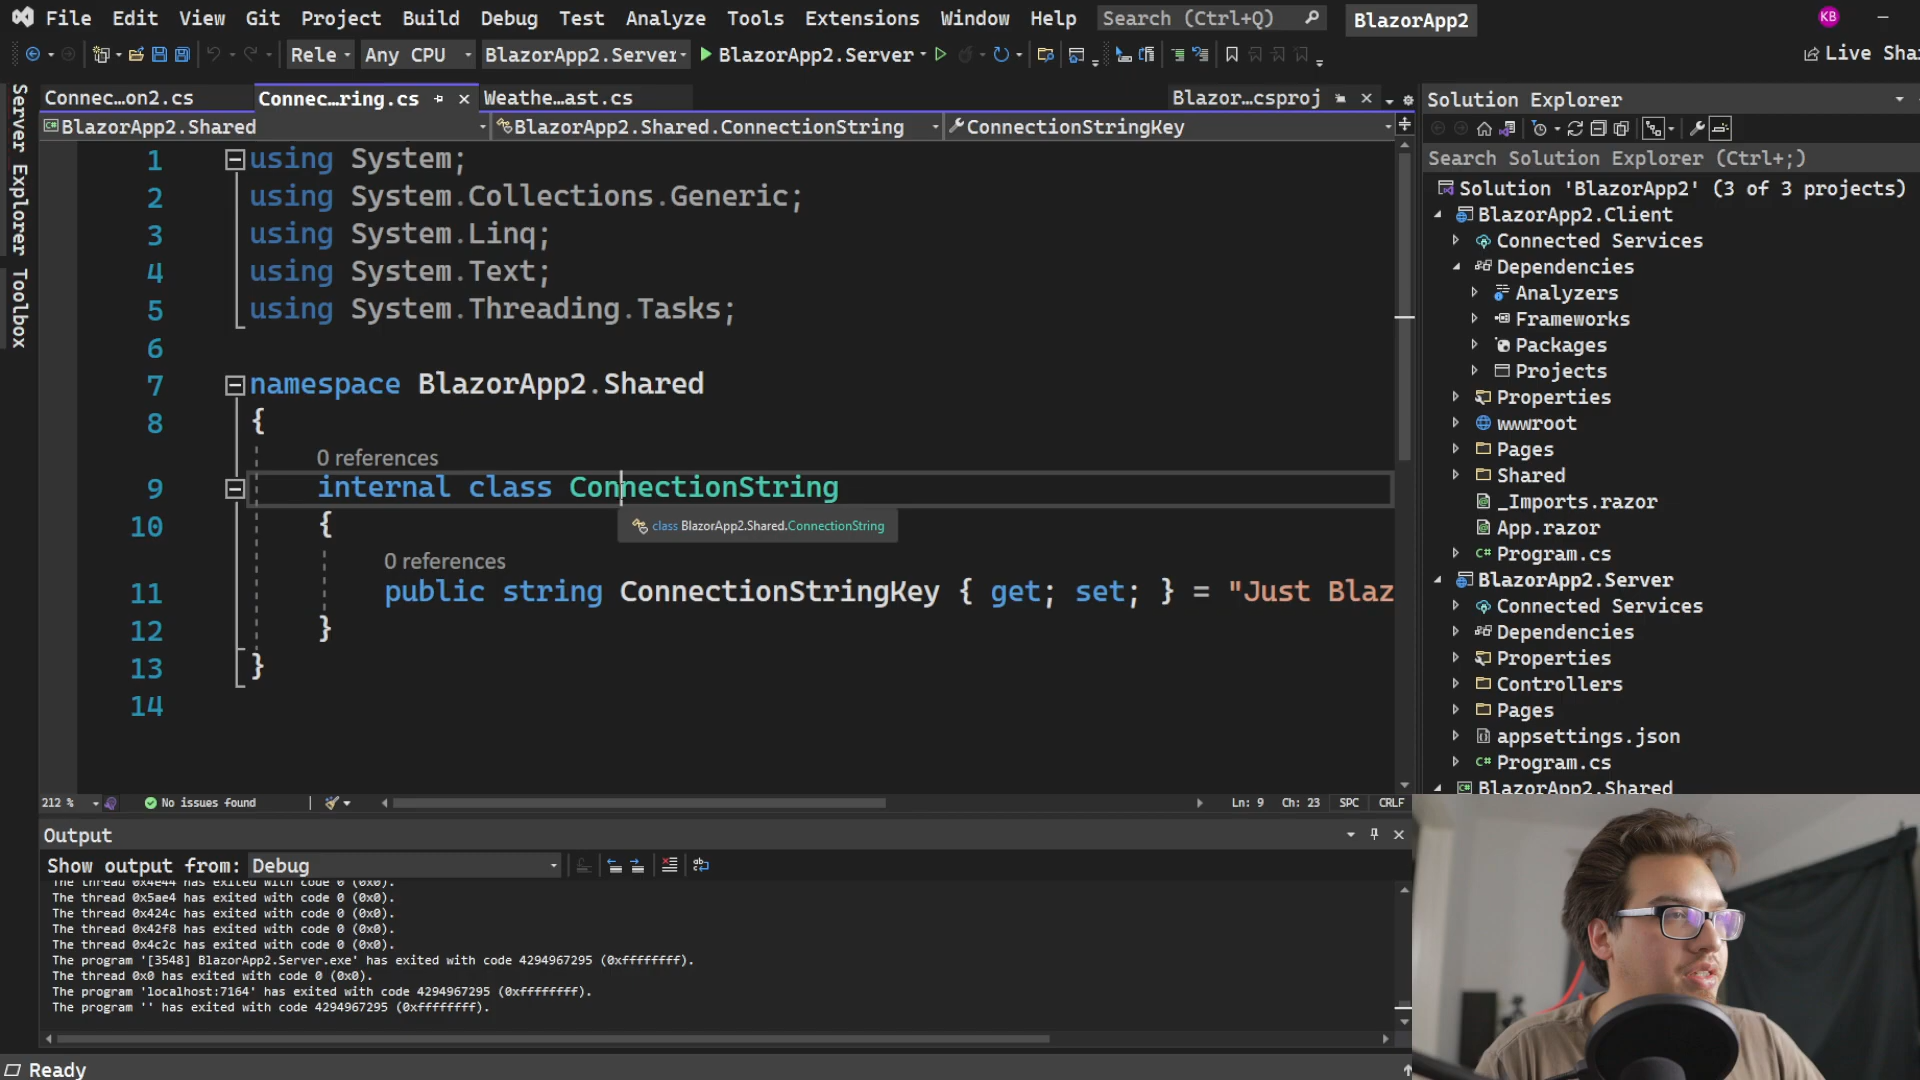 File Edit View Git Project Build Debug Test Analyze Tools Extensions Window Help Search (Ctrl+Q) BlazorApp2 KB
Rele Any CPU BlazorApp2.Server BlazorApp2.Server Live Sha
Server Explorer
Toolbox
Connec...on2.cs Connec...ring.cs Weathe...ast.cs Blazor...csproj
BlazorApp2.Shared BlazorApp2.Shared.ConnectionString ConnectionStringKey
1 using System;
2 using System.Collections.Generic;
3 using System.Linq;
4 using System.Text;
5 using System.Threading.Tasks;
6
7 namespace BlazorApp2.Shared
8 {
0 references
9 internal class ConnectionString
10 {
class BlazorApp2.Shared.ConnectionString
0 references
11 public string ConnectionStringKey { get; set; } = "Just Blaz
12 }
13 }
14
212 % No issues found Ln: 9 Ch: 23 SPC CRLF
Output
Show output from: Debug
The thread 0x4e44 has exited with code 0 (0x0).
The thread 0x5ae4 has exited with code 0 (0x0).
The thread 0x424c has exited with code 0 (0x0).
The thread 0x42f8 has exited with code 0 (0x0).
The thread 0x4c2c has exited with code 0 (0x0).
The program '[3548] BlazorApp2.Server.exe' has exited with code 4294967295 (0xffffffff).
The thread 0x0 has exited with code 0 (0x0).
The program 'localhost:7164' has exited with code 4294967295 (0xffffffff).
The program '' has exited with code 4294967295 (0xffffffff).
Ready
Solution Explorer
Search Solution Explorer (Ctrl+;)
Solution 'BlazorApp2' (3 of 3 projects)
BlazorApp2.Client
Connected Services
Dependencies
Analyzers
Frameworks
Packages
Projects
Properties
wwwroot
Pages
Shared
_Imports.razor
App.razor
C# Program.cs
BlazorApp2.Server
Connected Services
Dependencies
Properties
Controllers
Pages
appsettings.json
C# Program.cs
BlazorApp2.Shared